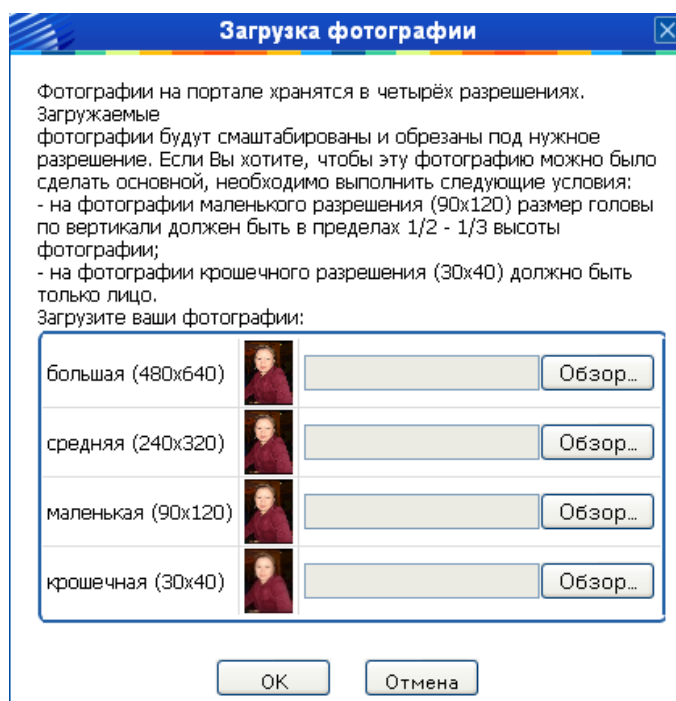 Загрузка фотографии
Фотографии на портале хранятся в четырёх разрешениях.
Загружаемые
фотографии будут смаштабированы и обрезаны под нужное
разрешение. Если Вы хотите, чтобы эту фотографию можно было
сделать основной, необходимо выполнить следующие условия:
- на фотографии маленького разрешения (90x120) размер головы
по вертикали должен быть в пределах 1/2 - 1/3 высоты
фотографии;
- на фотографии крошечного разрешения (30x40) должно быть
только лицо.
Загрузите ваши фотографии:
большая (480x640) Обзор...
средняя (240x320) Обзор...
маленькая (90x120) Обзор...
крошечная (30x40) Обзор...
OK Отмена